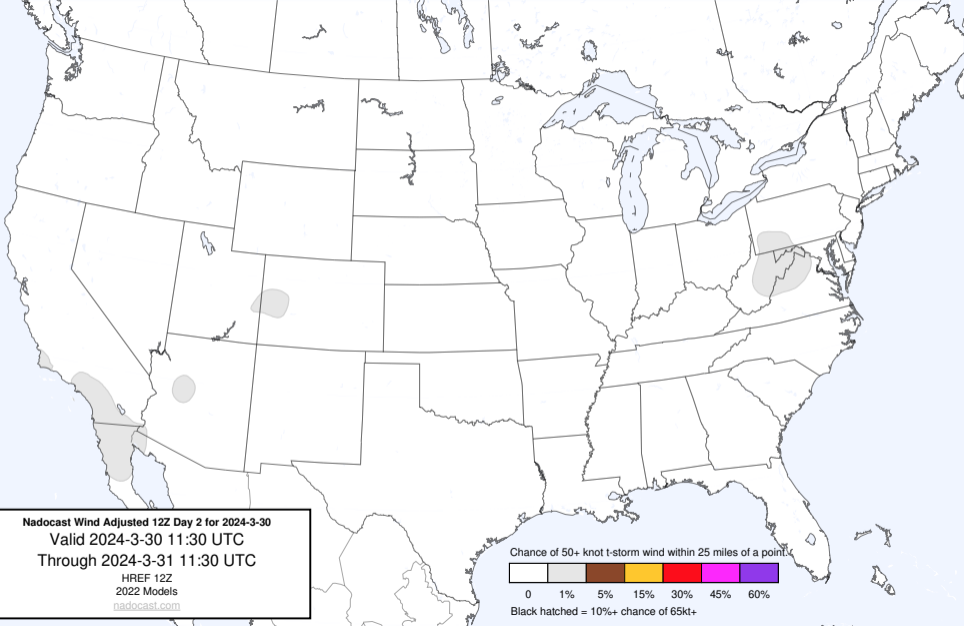 Nadocast Wind Adjusted 12Z Day 2 for 2024-3-30
Valid 2024-3-30 11:30 UTC
Through 2024-3-31 11:30 UTC
HREF 12Z
2022 Models
nadocast.com
Chance of 50+ knot t-storm wind within 25 miles of a point.
0 1% 5% 15% 30% 45% 60%
Black hatched = 10%+ chance of 65kt+